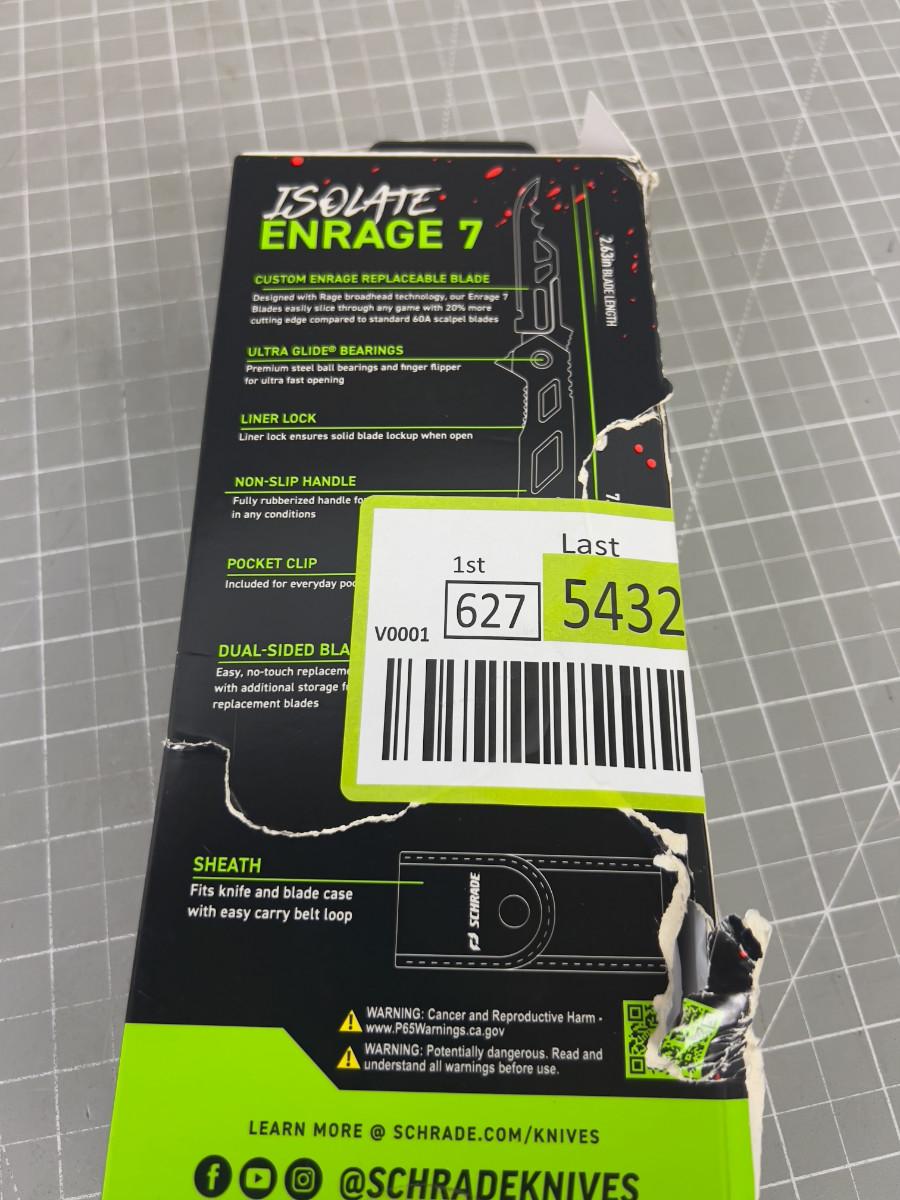 ISOLATE
ENRAGE 7
CUSTOM ENRAGE REPLACEABLE BLADE
Designed with Rage broadhead technology, our Enrage 7
Blades easily slice through any game with 20% more
cutting edge compared to standard 60A scalpel blades
2.63in BLADE LENGTH
ULTRA GLIDE® BEARINGS
Premium steel ball bearings and finger flipper
for ultra fast opening
LINER LOCK
Liner lock ensures solid blade lockup when open
NON-SLIP HANDLE
Fully rubberized handle fo
in any conditions
7
POCKET CLIP
Included for everyday poc
DUAL-SIDED BLA
Easy, no-touch replaceme
with additional storage f
replacement blades
1st
Last
V0001
627
5432
SHEATH
Fits knife and blade case
with easy carry belt loop
SCHRADE
WARNING: Cancer and Reproductive Harm -
www.P65Warnings.ca.gov
WARNING: Potentially dangerous. Read and
understand all warnings before use.
LEARN MORE @ SCHRADE.COM/KNIVES
@SCHRADEKNIVES